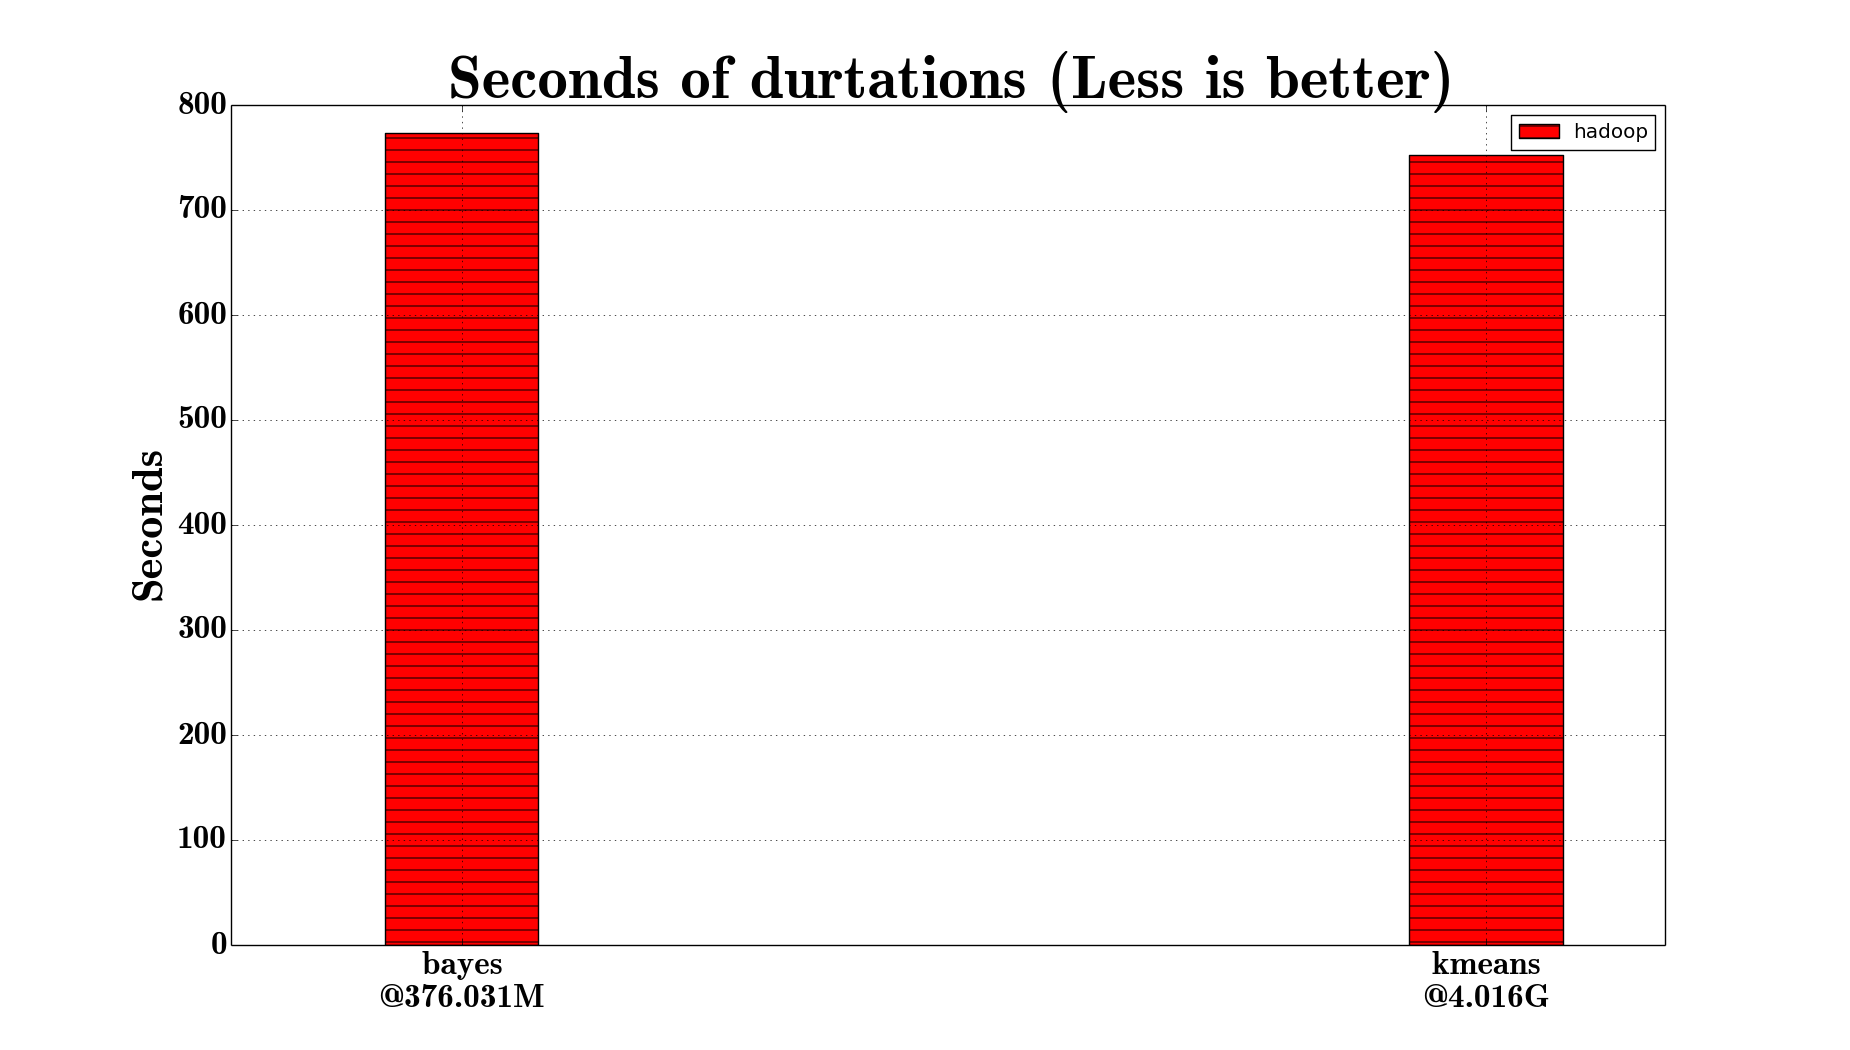 Seconds of durtations (Less is better)
hadoop
Seconds
800
700
600
500
400
300
200
100
0
bayes
@376.031M
kmeans
@4.016G